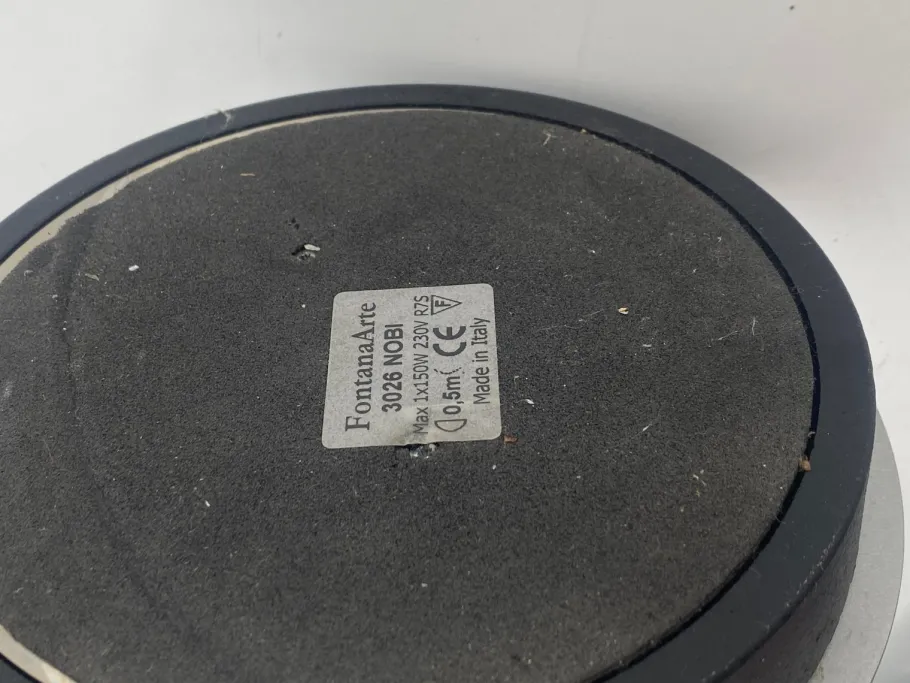 FontanaArte
3026 NOBI
Max 1x150W 230V R7S
0,5m CE F
Made in Italy